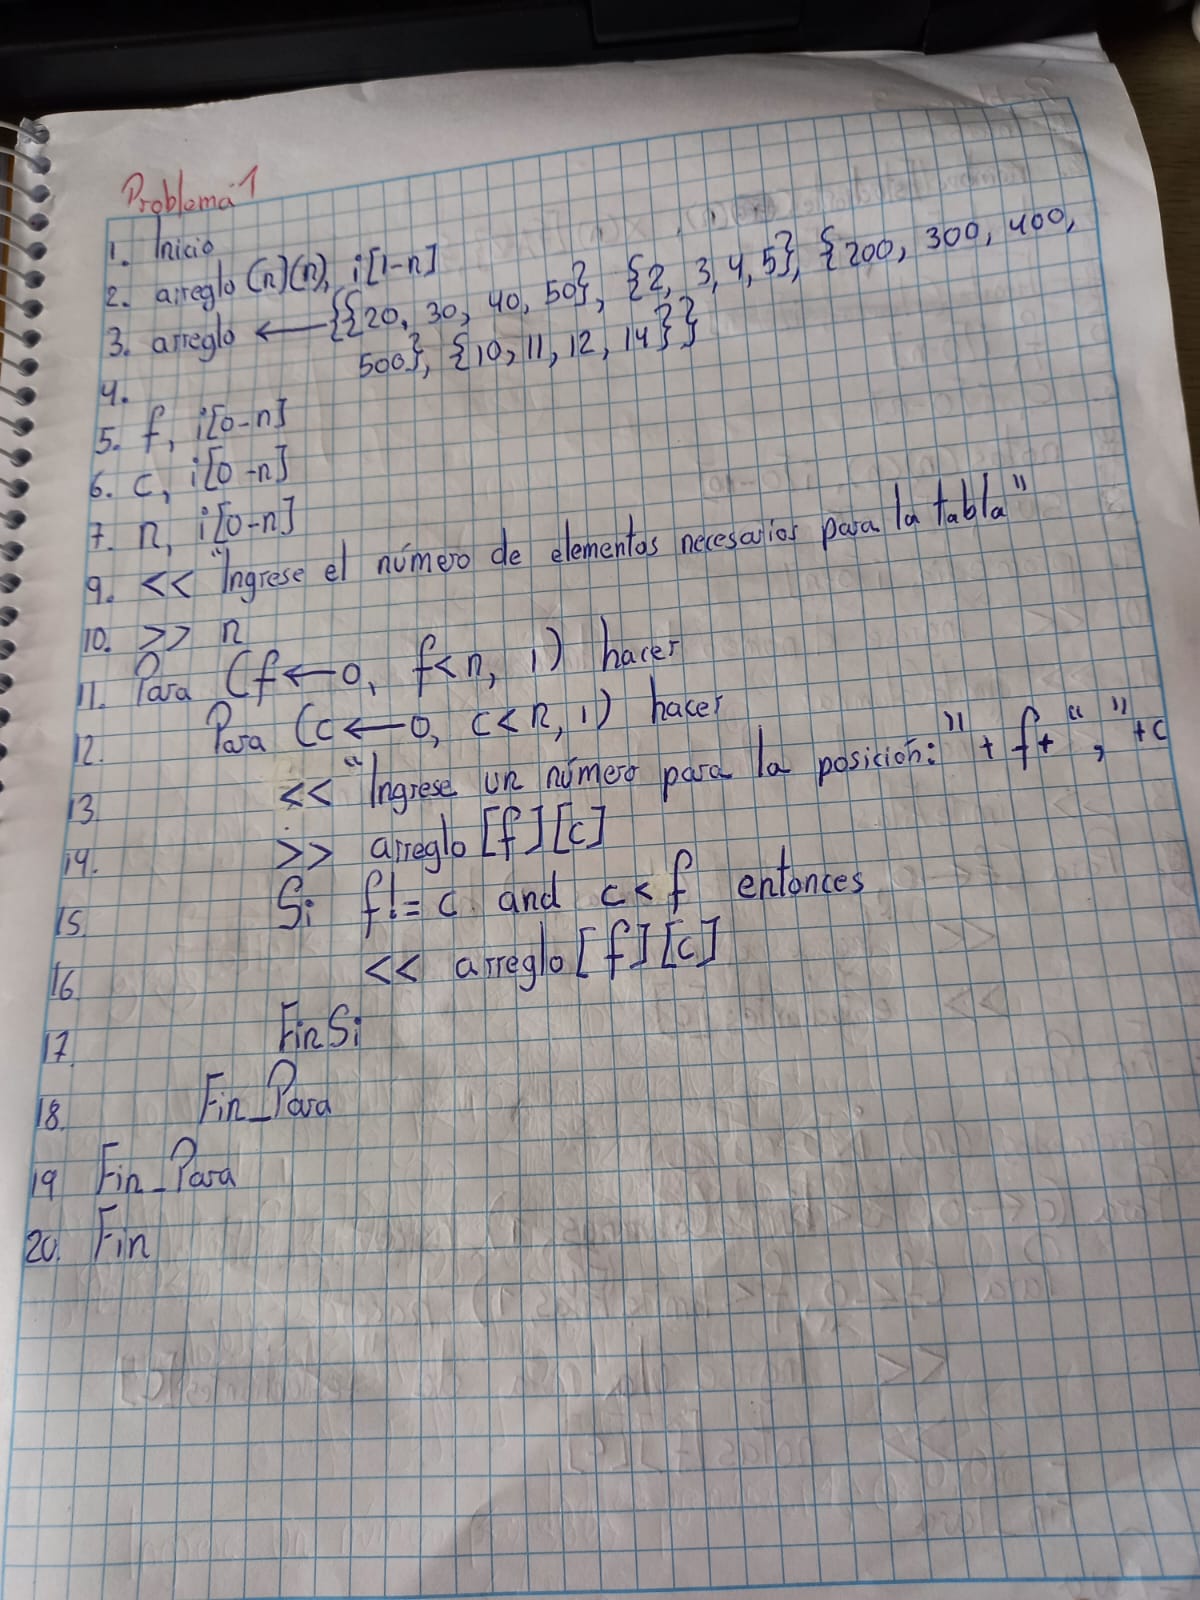 Problema 1
1. Inicio
2. arreglo (n)(n), i[1-n]
3. arreglo ← {{20, 30, 40, 50}, {2, 3, 4, 5}, {200, 300, 400,
500}, {10, 11, 12, 14}}
4.
5. f, i[0-n]
6. c, i[0-n]
7. n, i[0-n]
9. << "Ingrese el número de elementos necesarios para la tabla"
10. >> n
11. Para (f←0, f<n, 1) hacer
12. Para (c←0, c<n, 1) hacer
13. << "Ingrese un número para la posición:" + f + "," + c
14. >> arreglo [f][c]
15. Si f!=c and c<f entonces
16 << arreglo [f][c]
17. FinSi
18. Fin_Para
19 Fin_Para
20. Fin